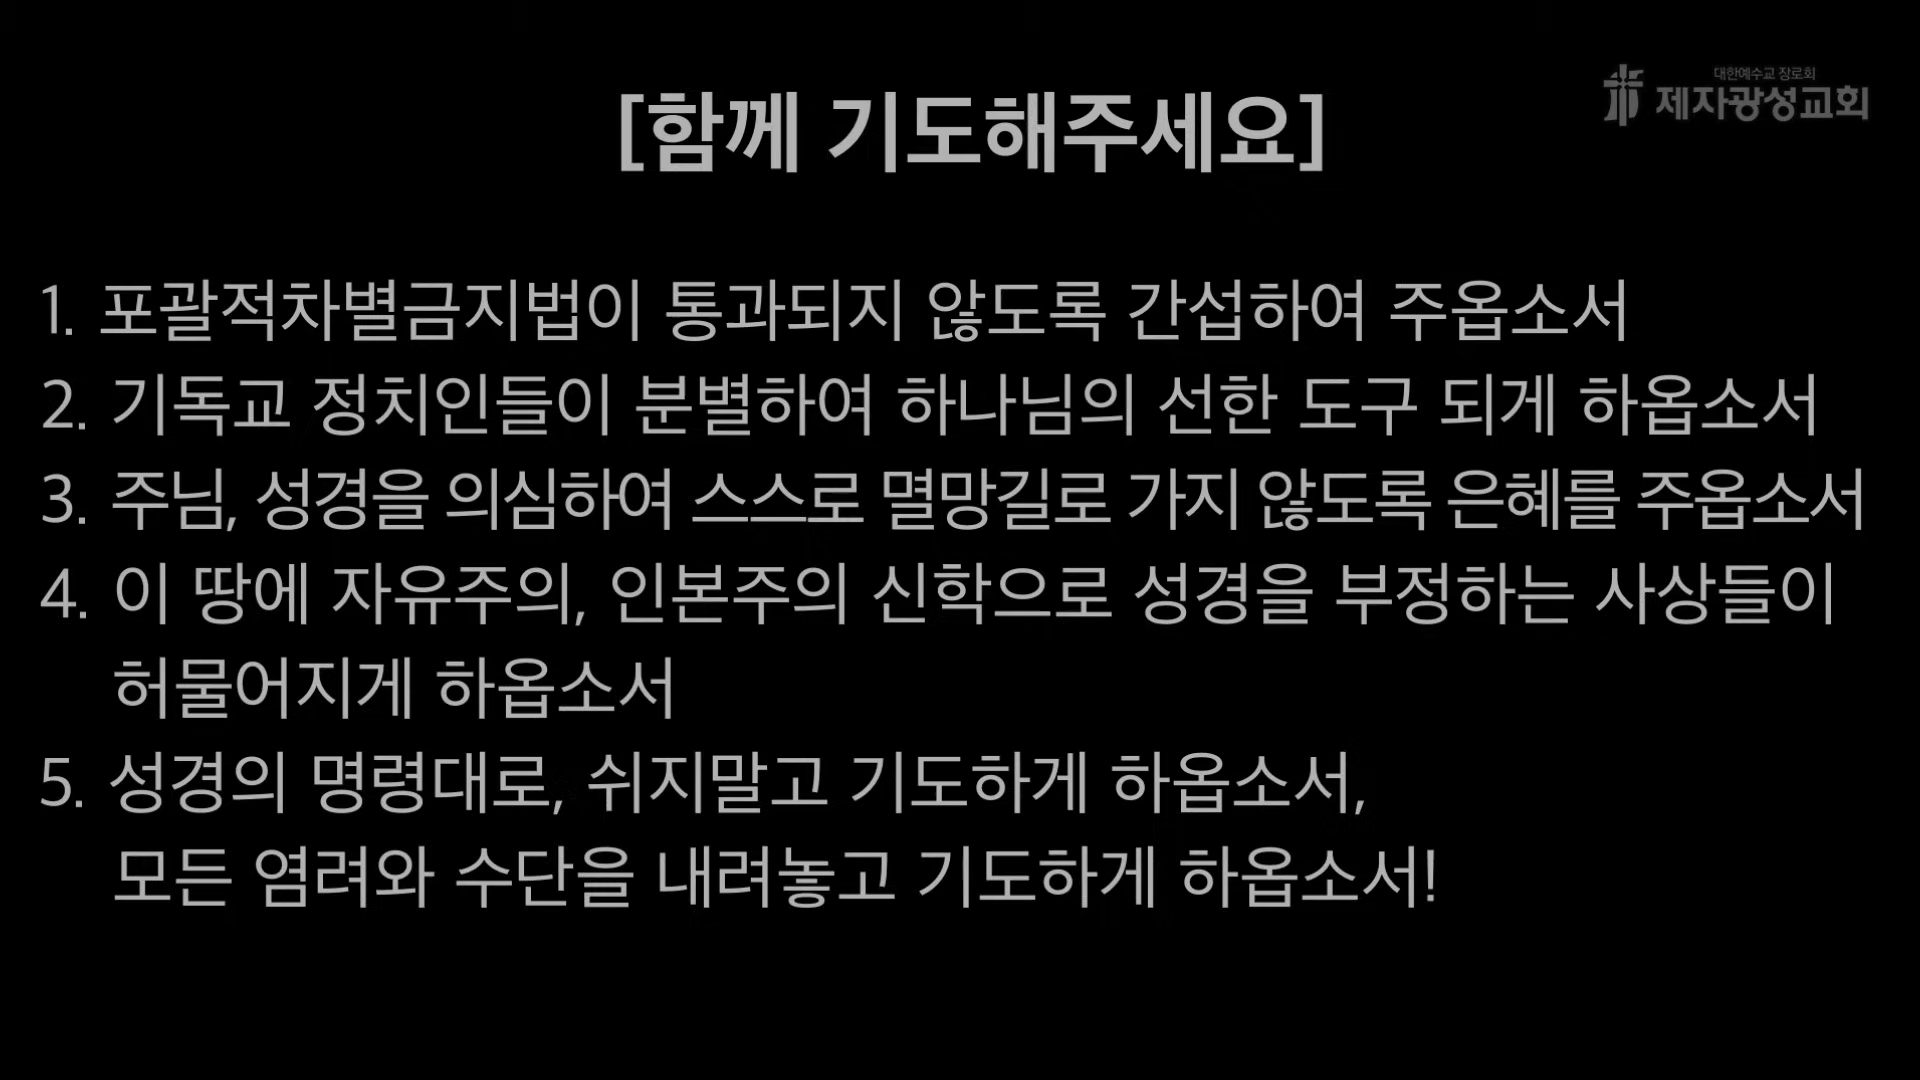 대한예수교 장로회
제자광성교회
[함께 기도해주세요]
1. 포괄적차별금지법이 통과되지 않도록 간섭하여 주옵소서
2. 기독교 정치인들이 분별하여 하나님의 선한 도구 되게 하옵소서
3. 주님, 성경을 의심하여 스스로 멸망길로 가지 않도록 은혜를 주옵소서
4. 이 땅에 자유주의, 인본주의 신학으로 성경을 부정하는 사상들이
허물어지게 하옵소서
5. 성경의 명령대로, 쉬지말고 기도하게 하옵소서,
모든 염려와 수단을 내려놓고 기도하게 하옵소서!